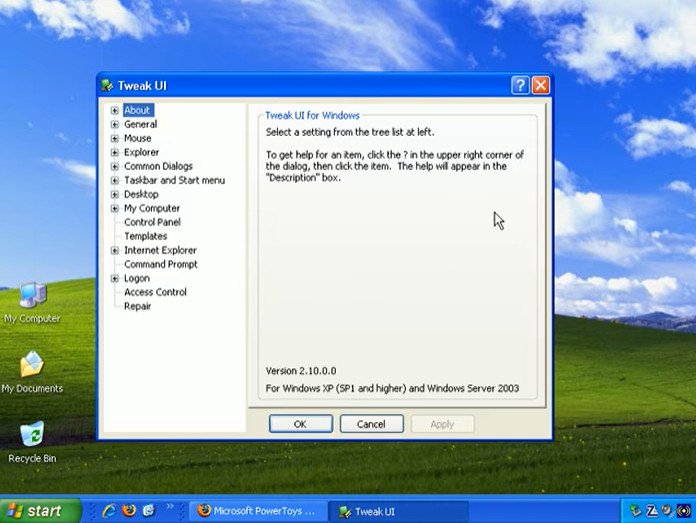 Tweak UI
About
General
Mouse
Explorer
Common Dialogs
Taskbar and Start menu
Desktop
My Computer
Control Panel
Templates
Internet Explorer
Command Prompt
Logon
Access Control
Repair
Tweak UI for Windows
Select a setting from the tree list at left.
To get help for an item, click the ? in the upper right corner of
the dialog, then click the item. The help will appear in the
"Description" box.
Version 2.10.0.0
For Windows XP (SP1 and higher) and Windows Server 2003
OK
Cancel
Apply
My Computer
My Documents
Recycle Bin
start
Microsoft PowerToys ...
Tweak UI